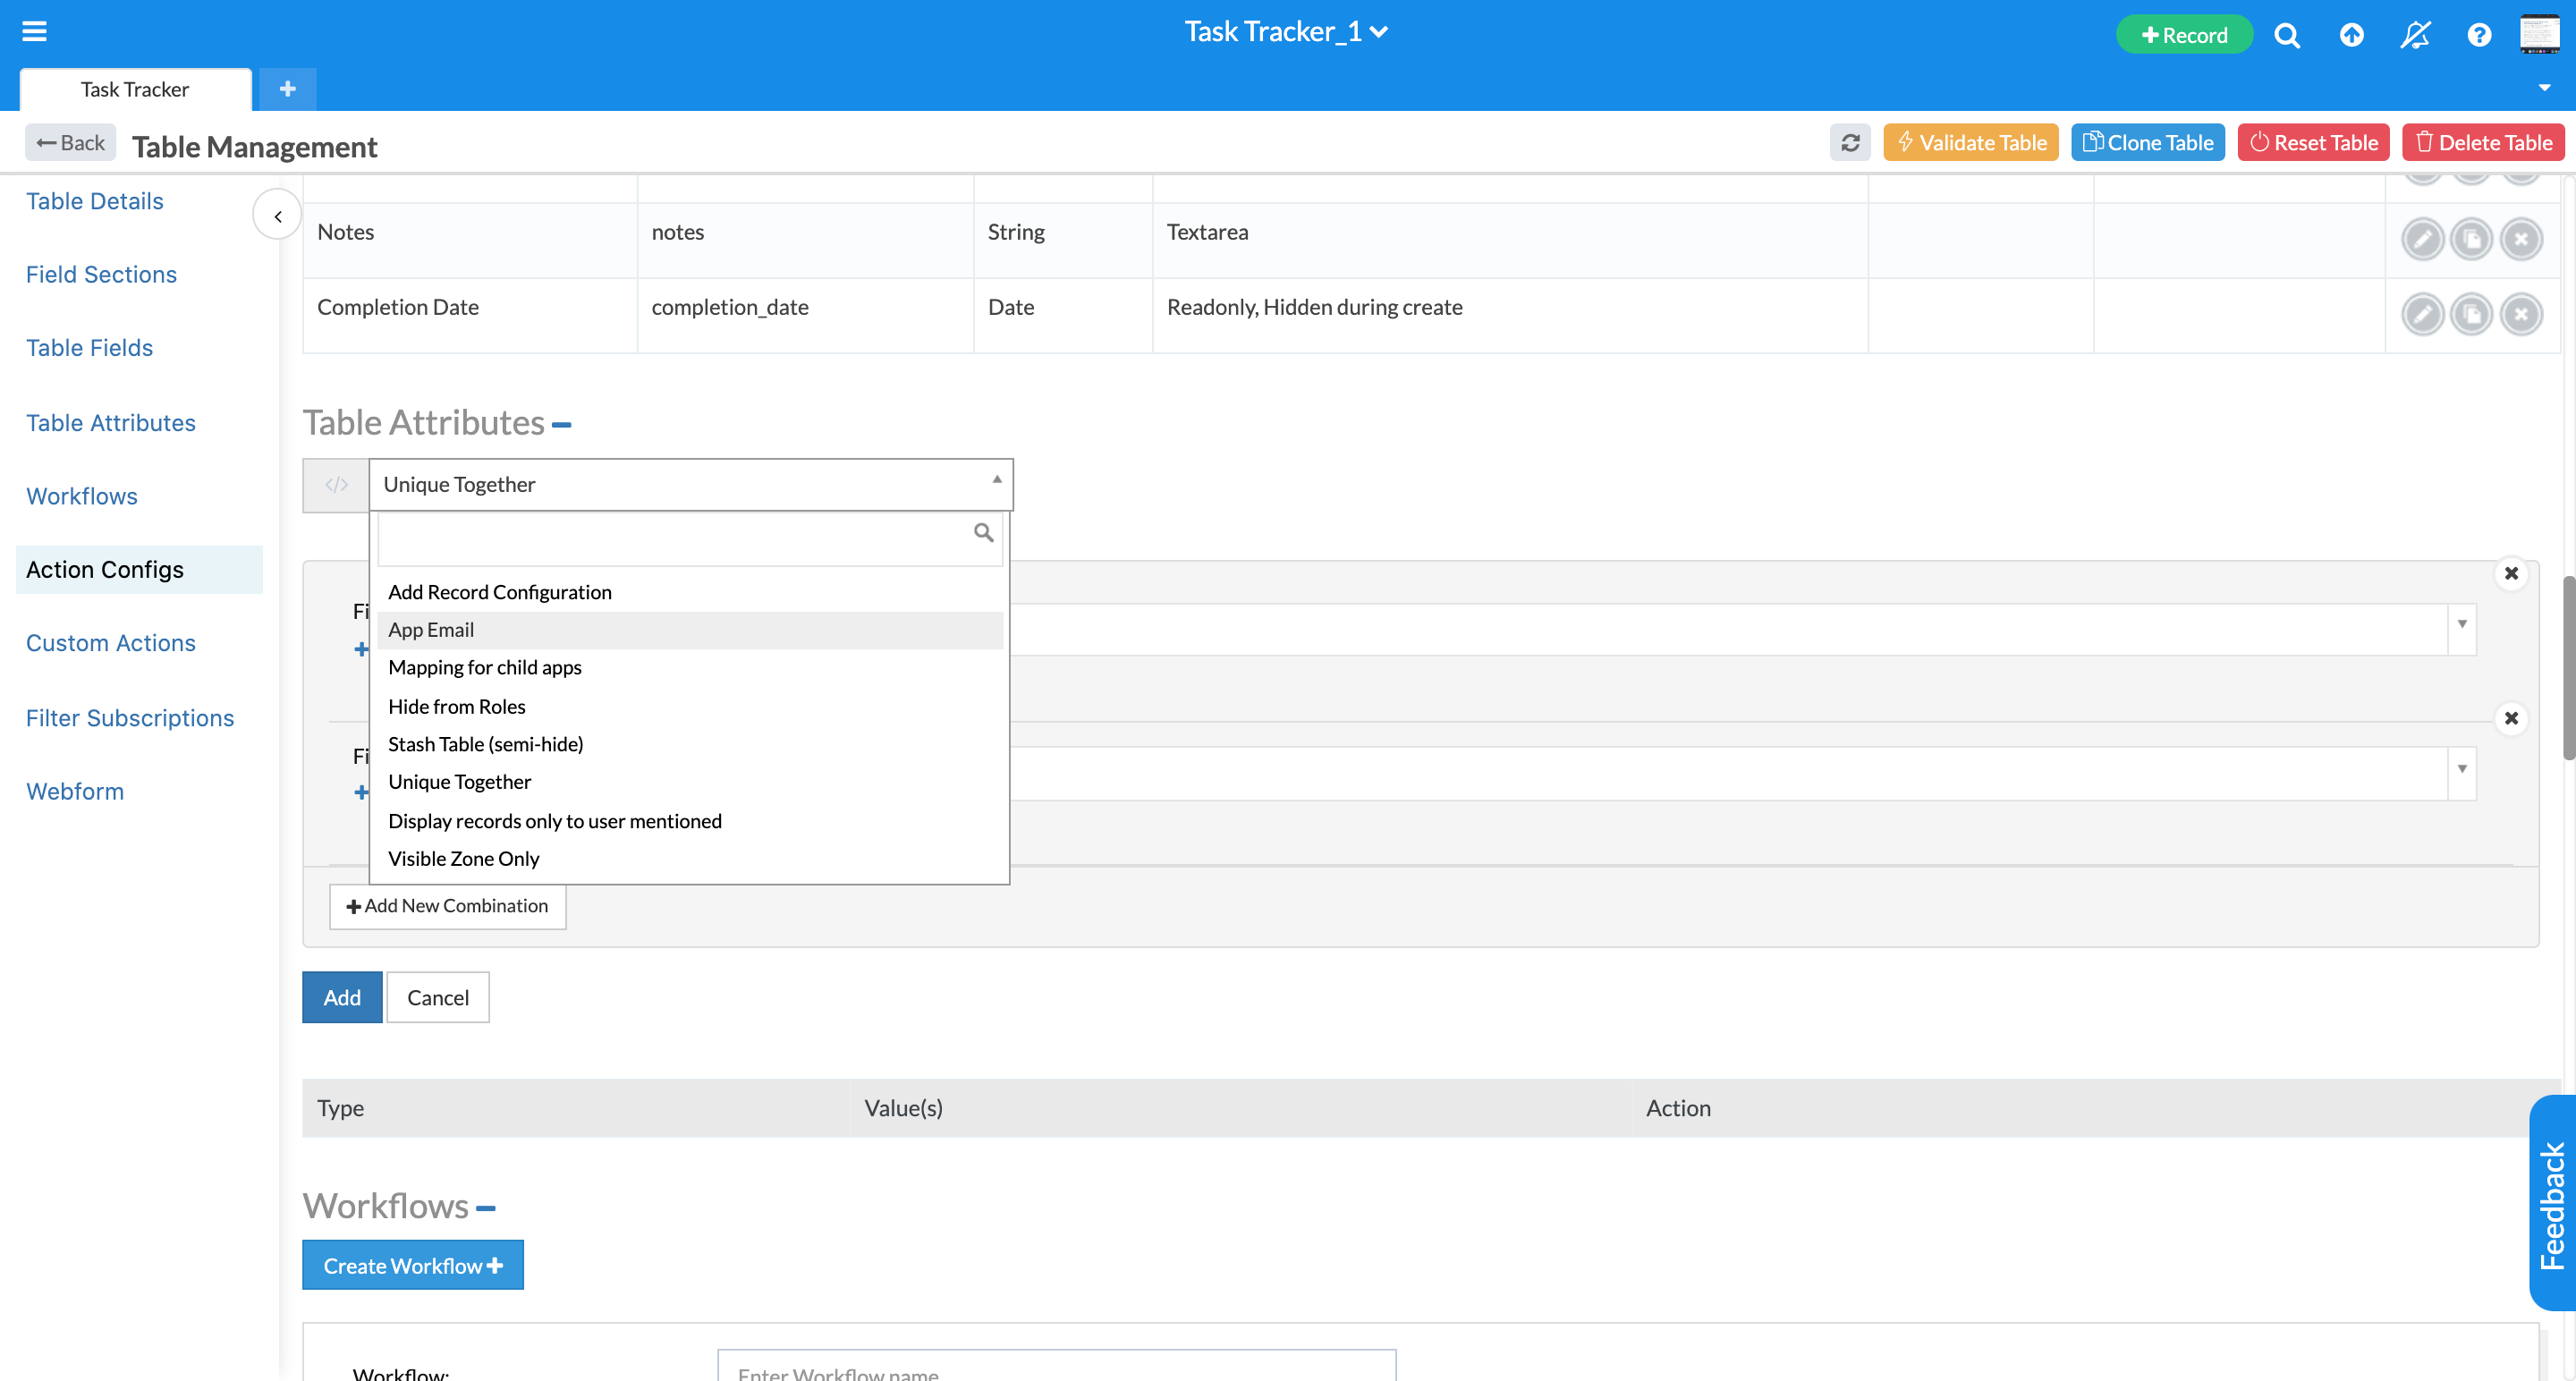 Task Tracker_1
Record
Task Tracker
Back
Table Management
Validate Table
Clone Table
Reset Table
Delete Table
Table Details
Field Sections
Table Fields
Table Attributes
Workflows
Action Configs
Custom Actions
Filter Subscriptions
Webform
Notes notes String Textarea
Completion Date completion_date Date Readonly, Hidden during create
Table Attributes
</> Unique Together
Add Record Configuration
App Email
Mapping for child apps
Hide from Roles
Stash Table (semi-hide)
Unique Together
Display records only to user mentioned
Visible Zone Only
Fi
Fi
Add New Combination
Add Cancel
Type Value(s) Action
Workflows
Create Workflow
Workflow: Enter Workflow name
Feedback